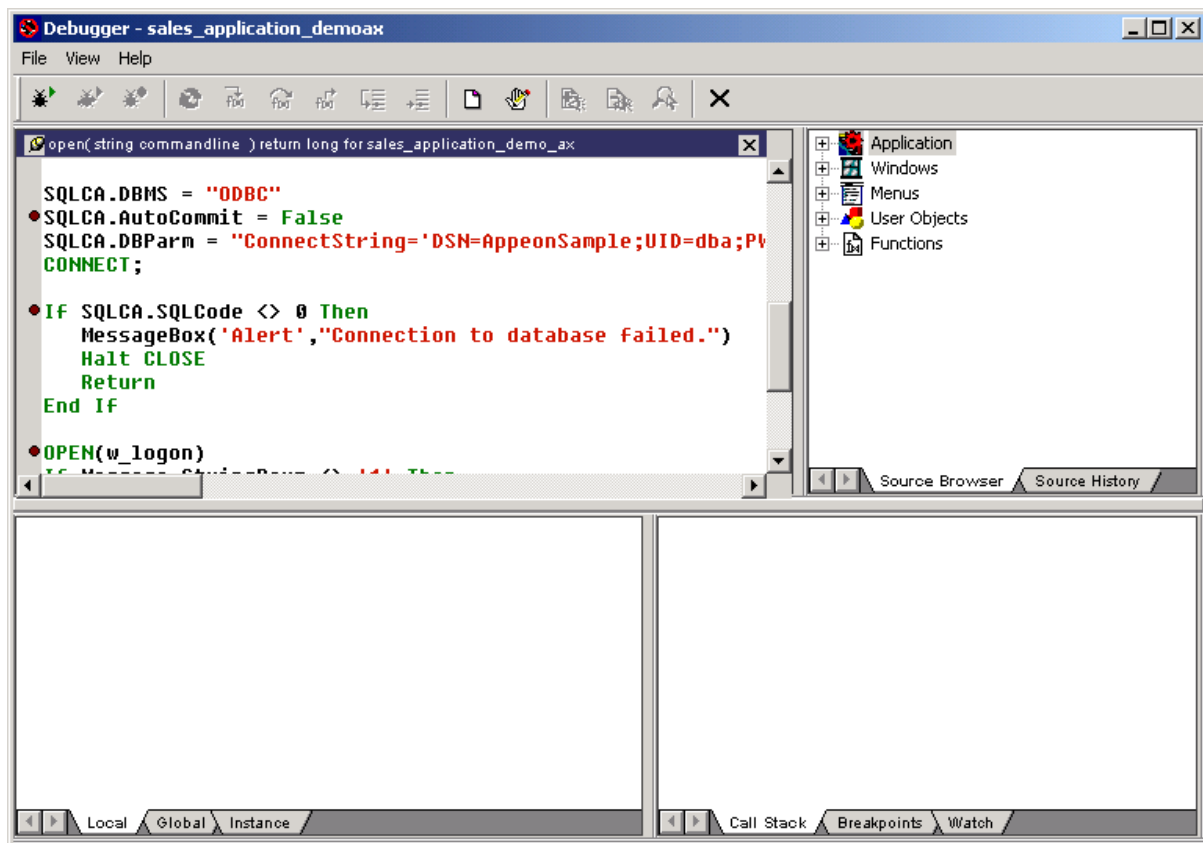 Debugger - sales_application_demoax
File View Help
open( string commandline ) return long for sales_application_demo_ax
SQLCA.DBMS = "ODBC"
SQLCA.AutoCommit = False
SQLCA.DBParm = "ConnectString='DSN=AppeonSample;UID=dba;
CONNECT;
If SQLCA.SQLCode <> 0 Then
MessageBox('Alert',"Connection to database failed.")
Halt CLOSE
Return
End If
OPEN(w_logon)
Application
Windows
Menus
User Objects
Functions
Source Browser Source History
Local Global Instance
Call Stack Breakpoints Watch